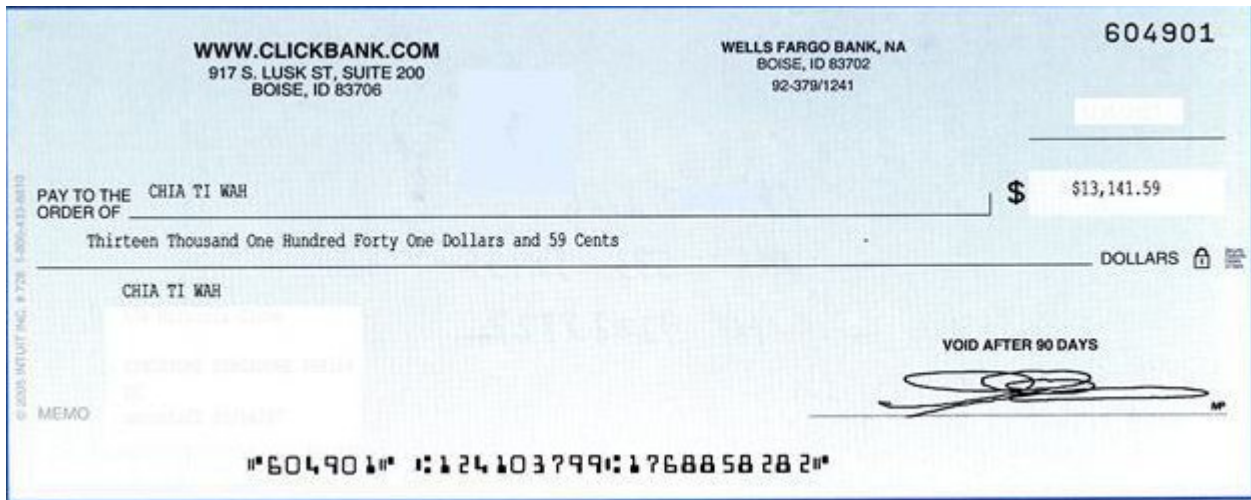 604901
WWW.CLICKBANK.COM
917 S. LUSK ST, SUITE 200
BOISE, ID 83706
WELLS FARGO BANK, NA
BOISE, ID 83702
92-379/1241
PAY TO THE
ORDER OF
CHIA TI WAH
$ $13,141.59
Thirteen Thousand One Hundred Forty One Dollars and 59 Cents
DOLLARS
CHIA TI WAH
VOID AFTER 90 DAYS
MEMO
MP
⑈604901⑈ ⑆124103799⑆1768858282⑈